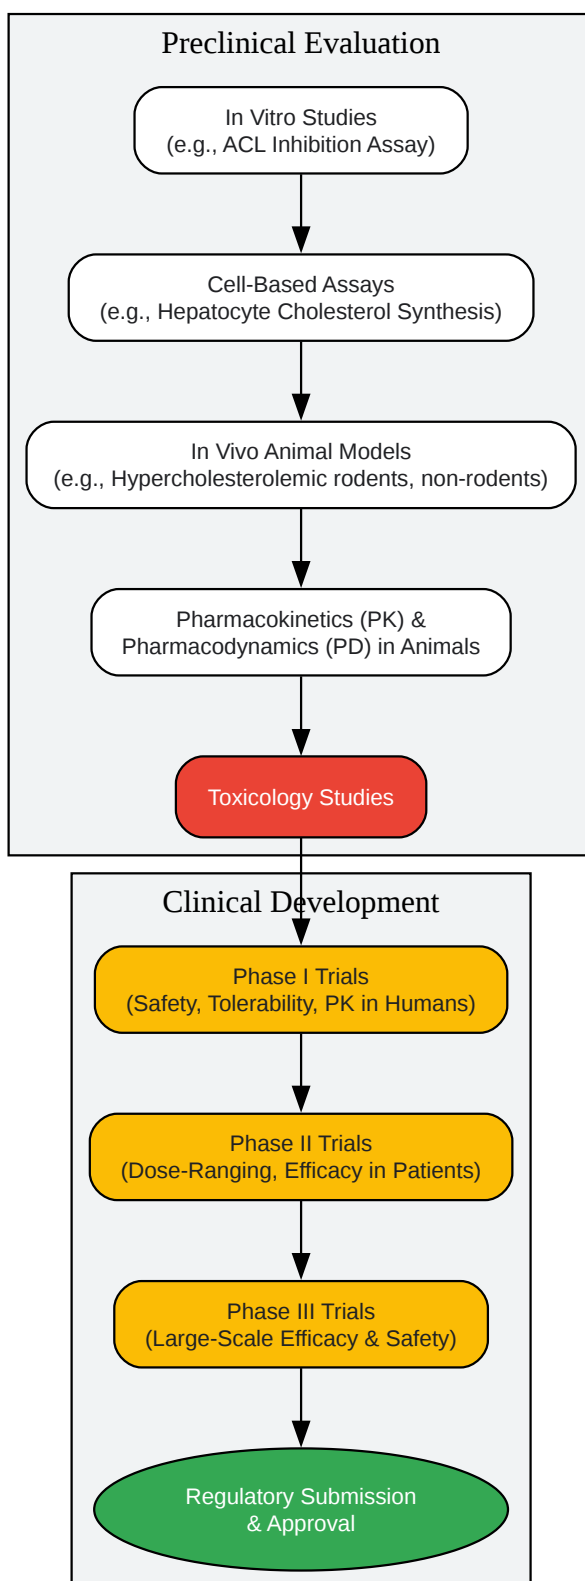 Preclinical Evaluation
In Vitro Studies
(e.g., ACL Inhibition Assay)
Cell-Based Assays
(e.g., Hepatocyte Cholesterol Synthesis)
In Vivo Animal Models
(e.g., Hypercholesterolemic rodents, non-rodents)
Pharmacokinetics (PK) &
Pharmacodynamics (PD) in Animals
Toxicology Studies
Clinical Development
Phase I Trials
(Safety, Tolerability, PK in Humans)
Phase II Trials
(Dose-Ranging, Efficacy in Patients)
Phase III Trials
(Large-Scale Efficacy & Safety)
Regulatory Submission
& Approval